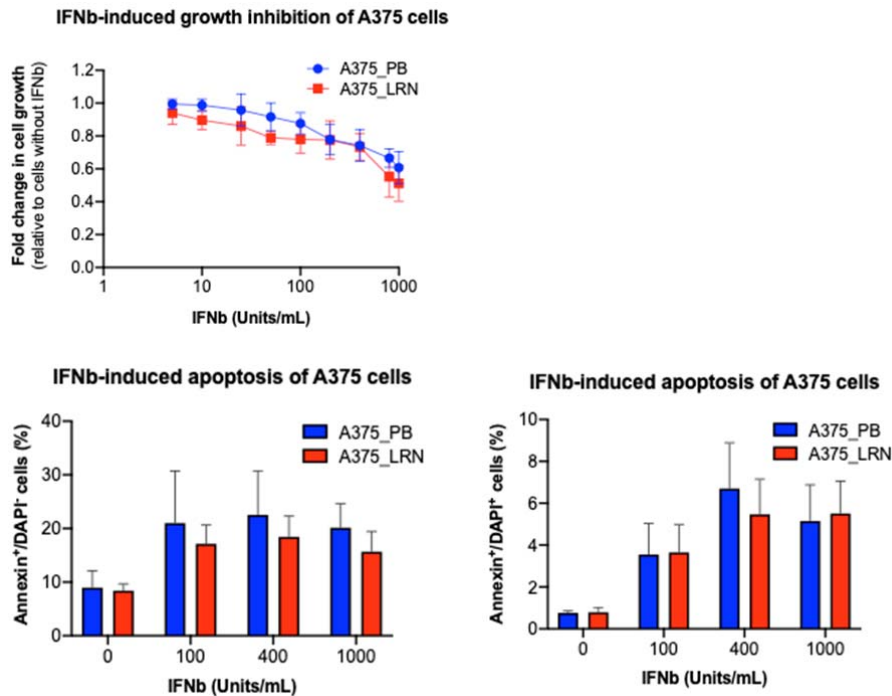 IFNb-induced growth inhibition of A375 cells
A375_PB
A375_LRN
Fold change in cell growth
(relative to cells without IFNb)
1.2
1.0
0.8
0.6
0.4
0.2
0.0
1
10
100
1000
IFNb (Units/mL)
IFNb-induced apoptosis of A375 cells
A375_PB
A375_LRN
Annexin⁺/DAPI⁻ cells (%)
40
30
20
10
0
0
100
400
1000
IFNb (Units/mL)
IFNb-induced apoptosis of A375 cells
A375_PB
A375_LRN
Annexin⁺/DAPI⁺ cells (%)
10
8
6
4
2
0
0
100
400
1000
IFNb (Units/mL)